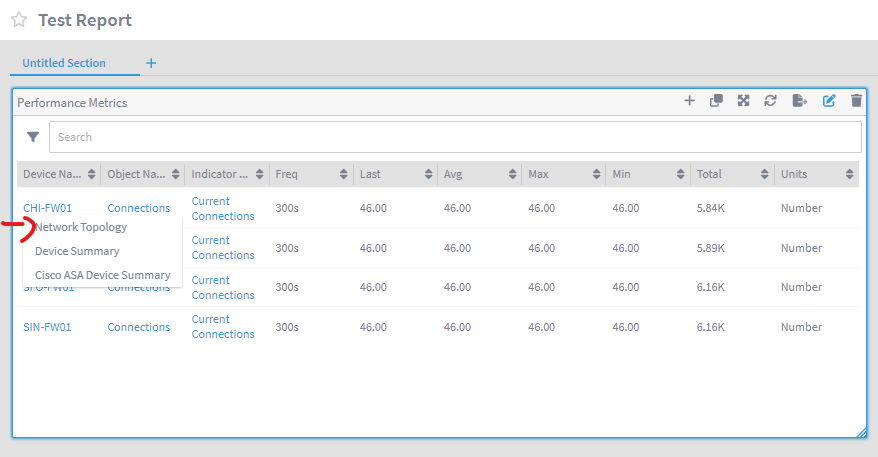 Test Report
Untitled Section +
Performance Metrics
Search
Device Na... Object Na... Indicator ... Freq Last Avg Max Min Total Units
CHI-FW01 Connections Current Connections 300s 46.00 46.00 46.00 46.00 5.84K Number
Network Topology
Device Summary
Cisco ASA Device Summary
Current Connections 300s 46.00 46.00 46.00 46.00 5.89K Number
Connections Current Connections 300s 46.00 46.00 46.00 46.00 6.16K Number
SIN-FW01 Connections Current Connections 300s 46.00 46.00 46.00 46.00 6.16K Number